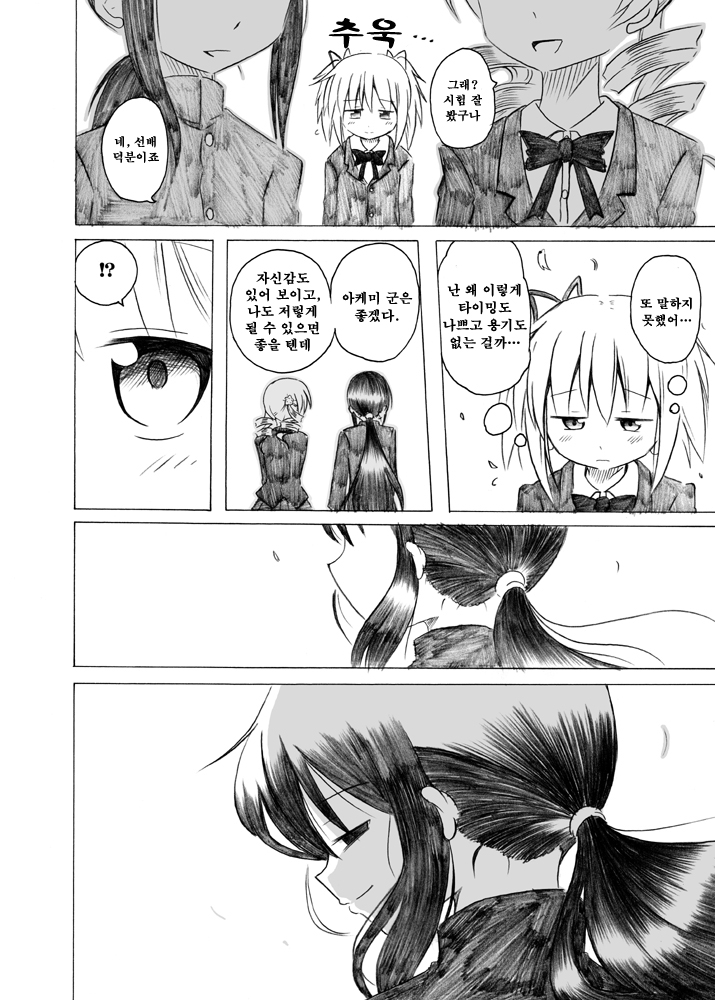 그래?
시험 잘
봤구나
추욱…
네, 선배
덕분이죠
또 말하지
못했어…
난 왜 이렇게
타이밍도
나쁘고 용기도
없는 걸까…
아케미 군은
좋겠다.
자신감도
있어 보이고,
나도 저렇게
될 수 있으면
좋을 텐데
!?